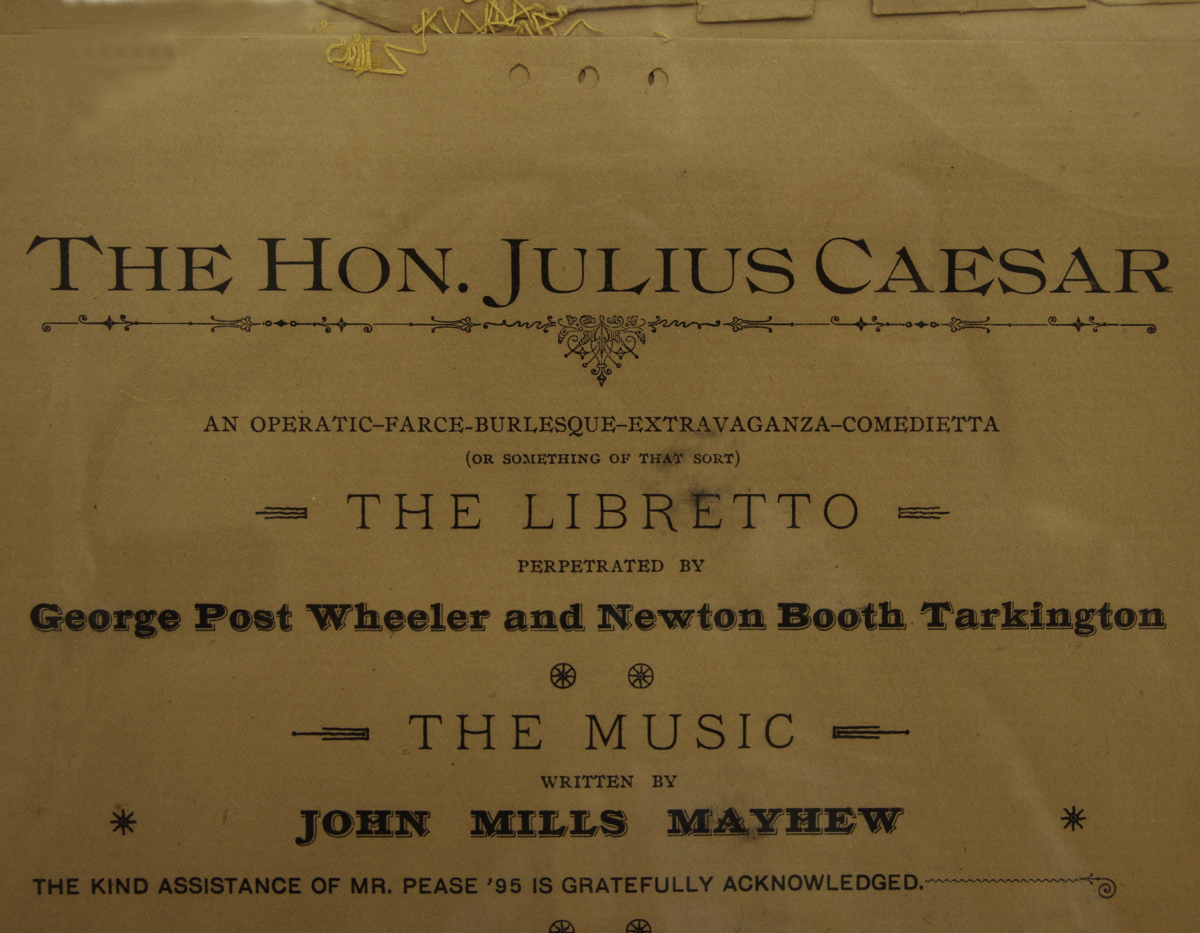 THE HON. JULIUS CAESAR
AN OPERATIC-FARCE-BURLESQUE-EXTRAVAGANZA-COMEDIETTA
(OR SOMETHING OF THAT SORT)
THE LIBRETTO
PERPETRATED BY
George Post Wheeler and Newton Booth Tarkington
THE MUSIC
WRITTEN BY
JOHN MILLS MAYHEW
THE KIND ASSISTANCE OF MR. PEASE '95 IS GRATEFULLY ACKNOWLEDGED.